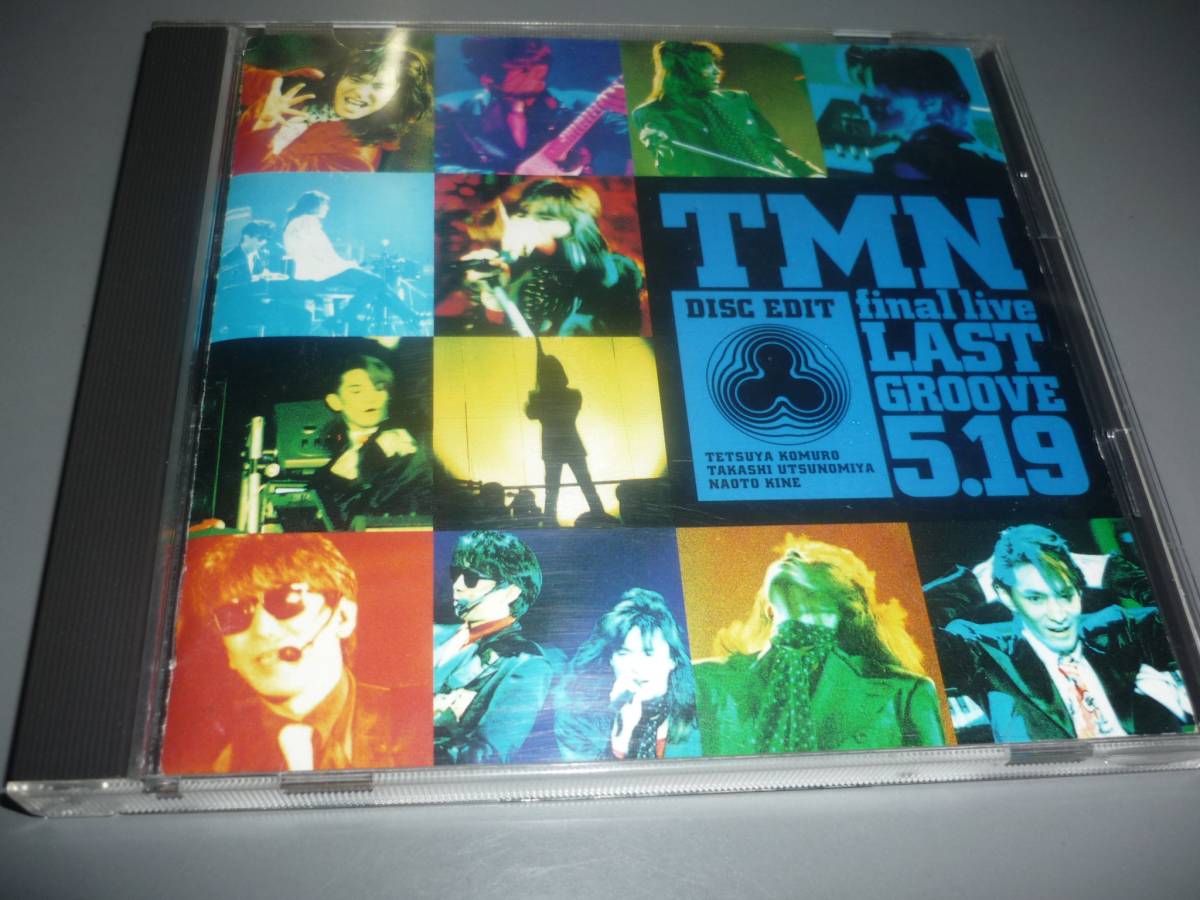 TMN
DISC EDIT
final live
LAST
GROOVE
5.19
TETSUYA KOMURO
TAKASHI UTSUNOMIYA
NAOTO KINE